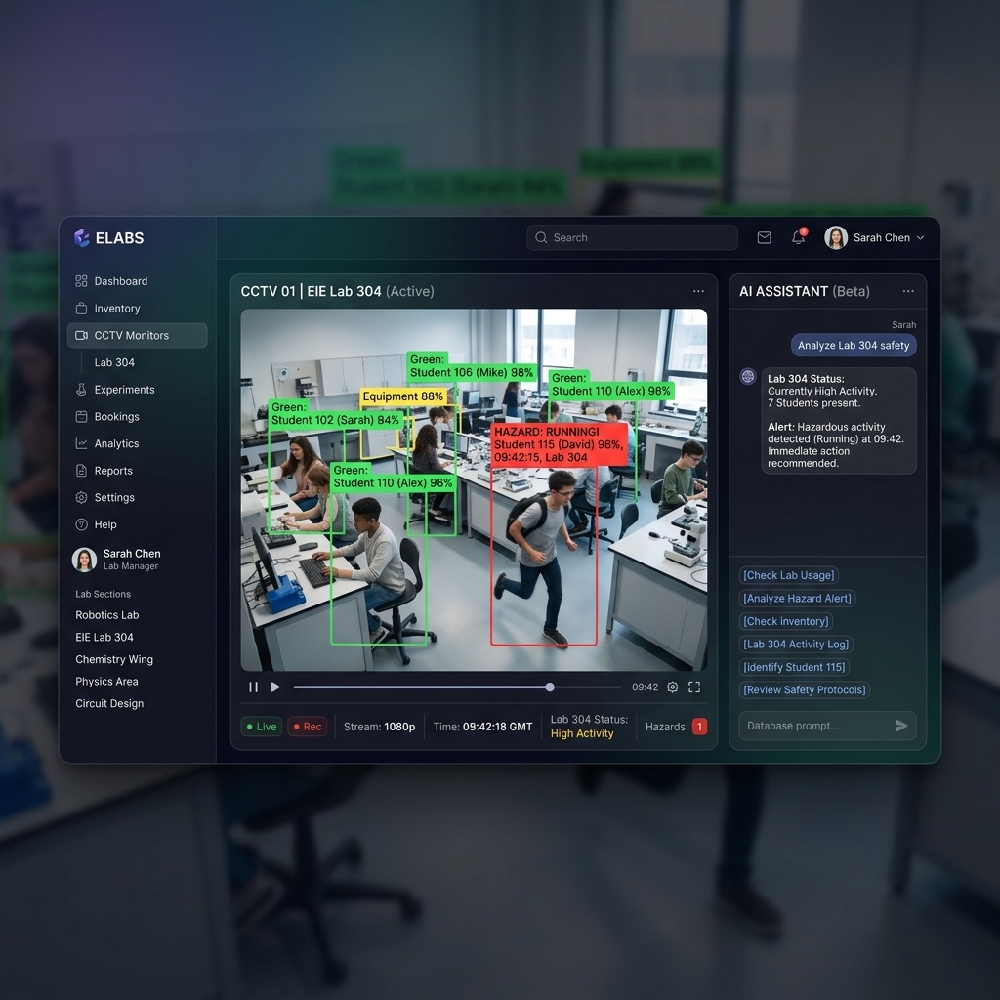 ELABS
Search
Sarah Chen
Dashboard
Inventory
CCTV Monitors
Lab 304
Experiments
Bookings
Analytics
Reports
Settings
Help
Sarah Chen
Lab Manager
Lab Sections
Robotics Lab
EIE Lab 304
Chemistry Wing
Physics Area
Circuit Design
CCTV 01 | EIE Lab 304 (Active)
Green:
Student 106 (Mike) 98%
Green:
Student 110 (Alex) 98%
Equipment 88%
Green:
Student 102 (Sarah) 84%
HAZARD: RUNNINGI
Student 115 (David) 98%,
09:42:15, Lab 304
Green:
Student 110 (Alex) 98%
09:42
Live
Rec
Stream: 1080p
Time: 09:42:18 GMT
Lab 304 Status:
High Activity
Hazards: 1
AI ASSISTANT (Beta)
Sarah
Analyze Lab 304 safety
Lab 304 Status:
Currently High Activity.
7 Students present.
Alert: Hazardous activity
detected (Running) at 09:42.
Immediate action
recommended.
[Check Lab Usage]
[Analyze Hazard Alert]
[Check inventory]
[Lab 304 Activity Log]
[Identify Student 115]
[Review Safety Protocols]
Database prompt...